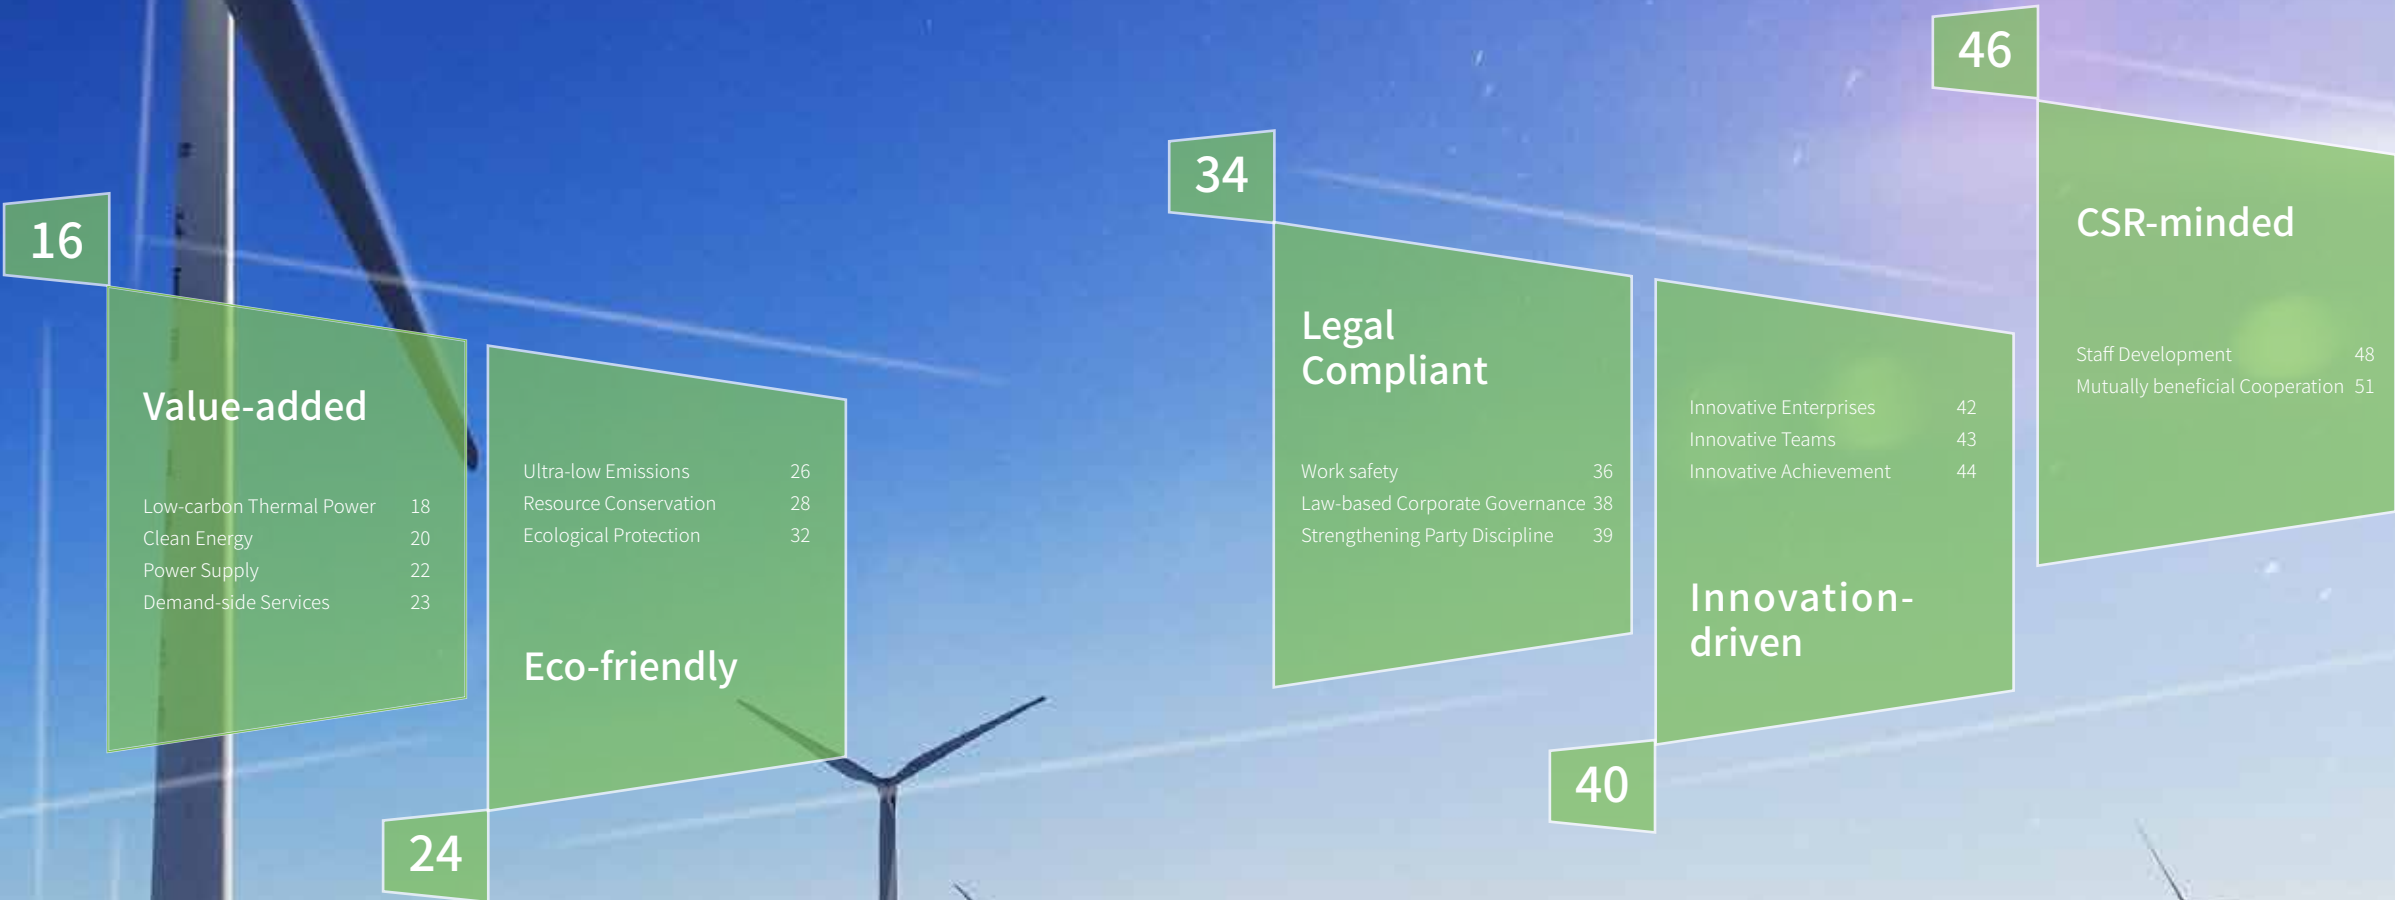 16
Value-added
Low-carbon Thermal Power 18
Clean Energy 20
Power Supply 22
Demand-side Services 23
Ultra-low Emissions 26
Resource Conservation 28
Ecological Protection 32
Eco-friendly
24
34
Legal
Compliant
Work safety 36
Law-based Corporate Governance 38
Strengthening Party Discipline 39
Innovative Enterprises 42
Innovative Teams 43
Innovative Achievement 44
Innovation-
driven
40
46
CSR-minded
Staff Development 48
Mutually beneficial Cooperation 51